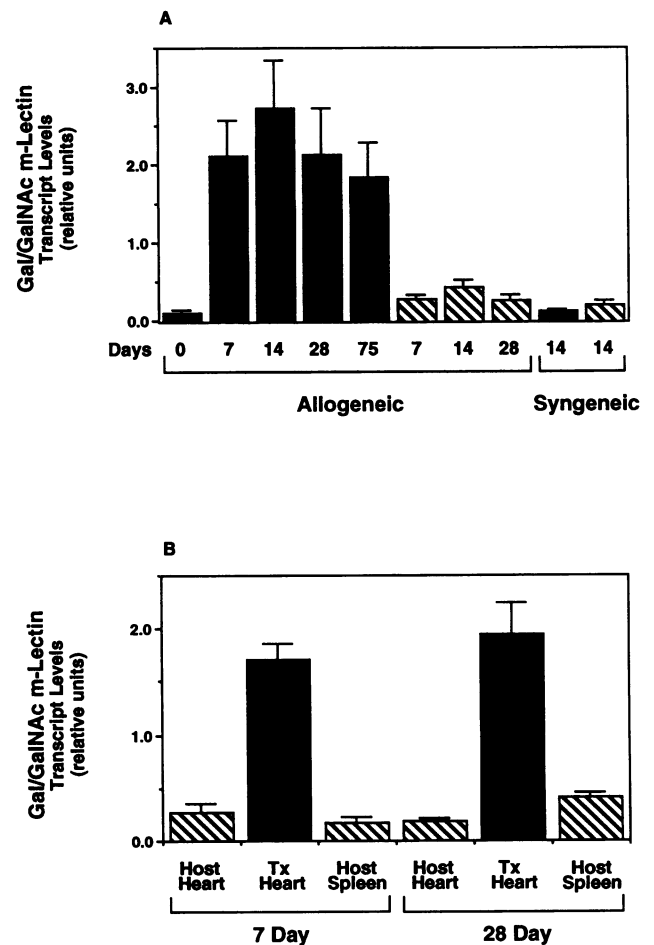 A
Gal/GalNAc m-Lectin
Transcript Levels
(relative units)
3.0
2.0
1.0
0.0
Days 0 7 14 28 75 7 14 28 14 14
Allogeneic Syngeneic
B
Gal/GalNAc m-Lectin
Transcript Levels
(relative units)
2.0
1.0
0.0
Host Tx Host Host Tx Host
Heart Heart Spleen Heart Heart Spleen
7 Day 28 Day